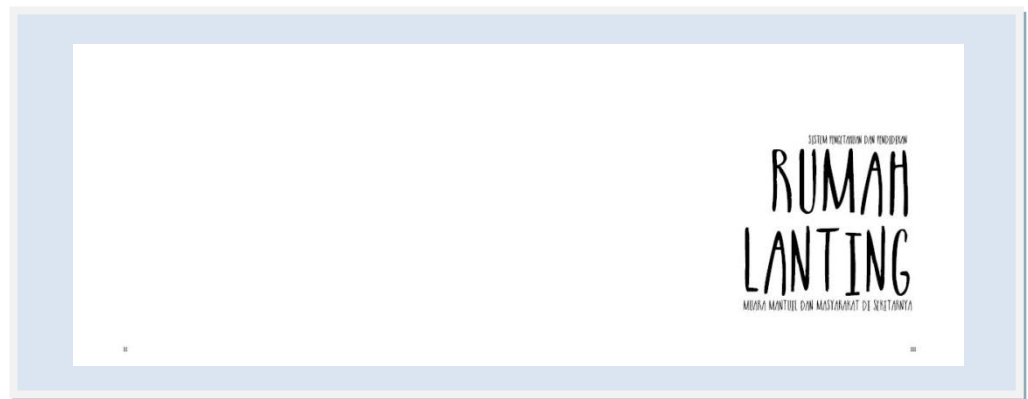 SISTEM PENGETAHUAN DAN PENDIDIKAN
RUMAH
LANTING
MUARA MANTUIL DAN MASYARAKAT DI SEKITARNYA